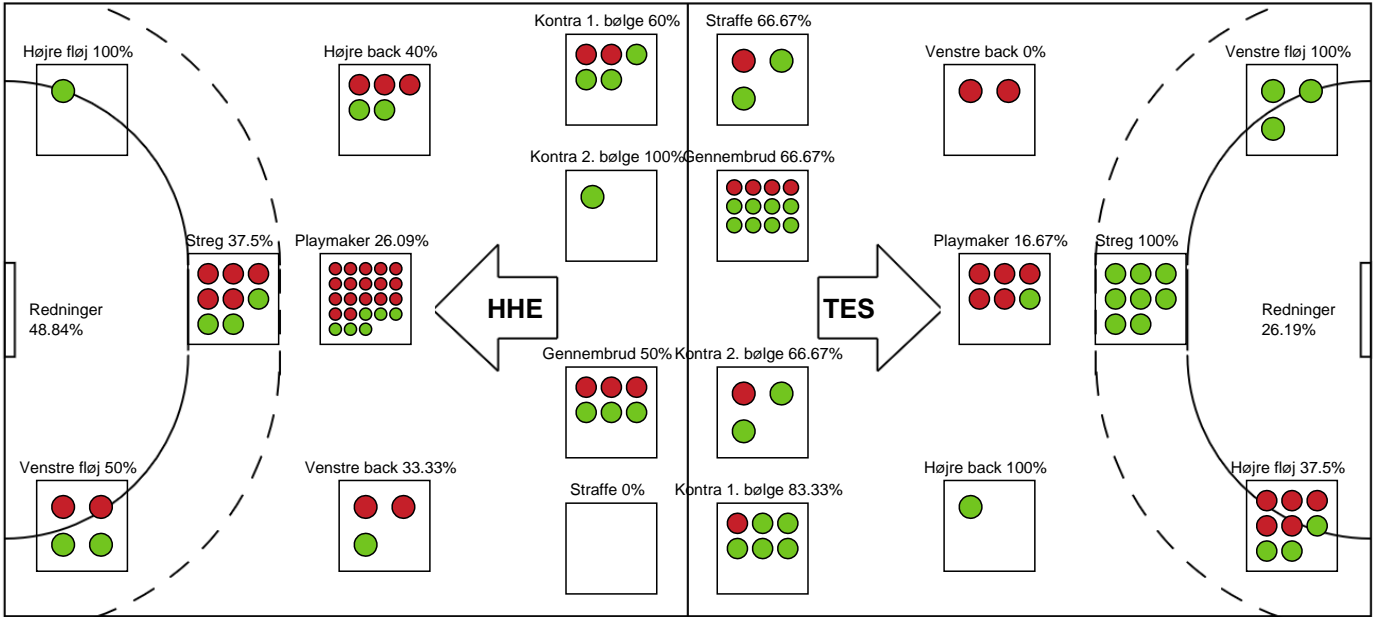 Kontra 1. bølge 60%
Straffe 66.67%
Højre fløj 100%
Højre back 40%
Venstre back 0%
Venstre fløj 100%
Kontra 2. bølge 100%
Gennembrud 66.67%
Streg 37.5%
Playmaker 26.09%
Playmaker 16.67%
Streg 100%
Redninger
48.84%
HHE
TES
Redninger
26.19%
Gennembrud 50%
Kontra 2. bølge 66.67%
Venstre fløj 50%
Venstre back 33.33%
Straffe 0%
Kontra 1. bølge 83.33%
Højre back 100%
Højre fløj 37.5%